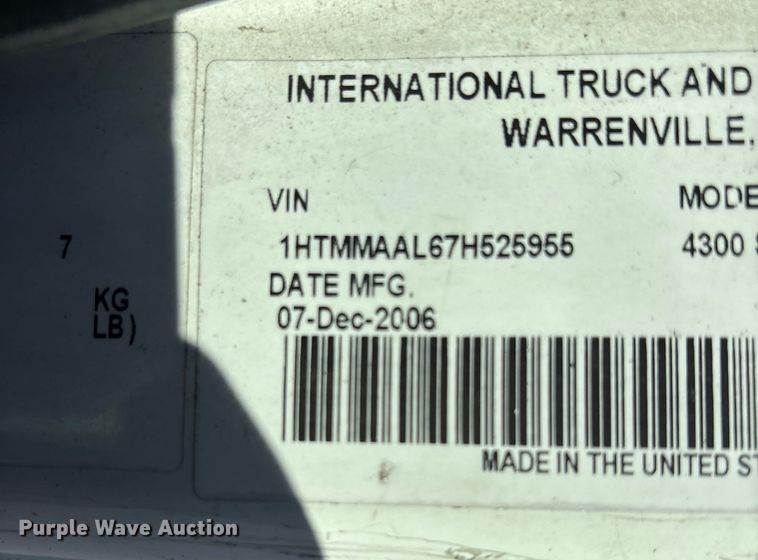 INTERNATIONAL TRUCK AND
WARRENVILLE,
VIN
MODE
1HTMMAAL67H525955
4300 S
DATE MFG.
07-Dec-2006
7
KG
LB)
MADE IN THE UNITED ST
Purple Wave Auction